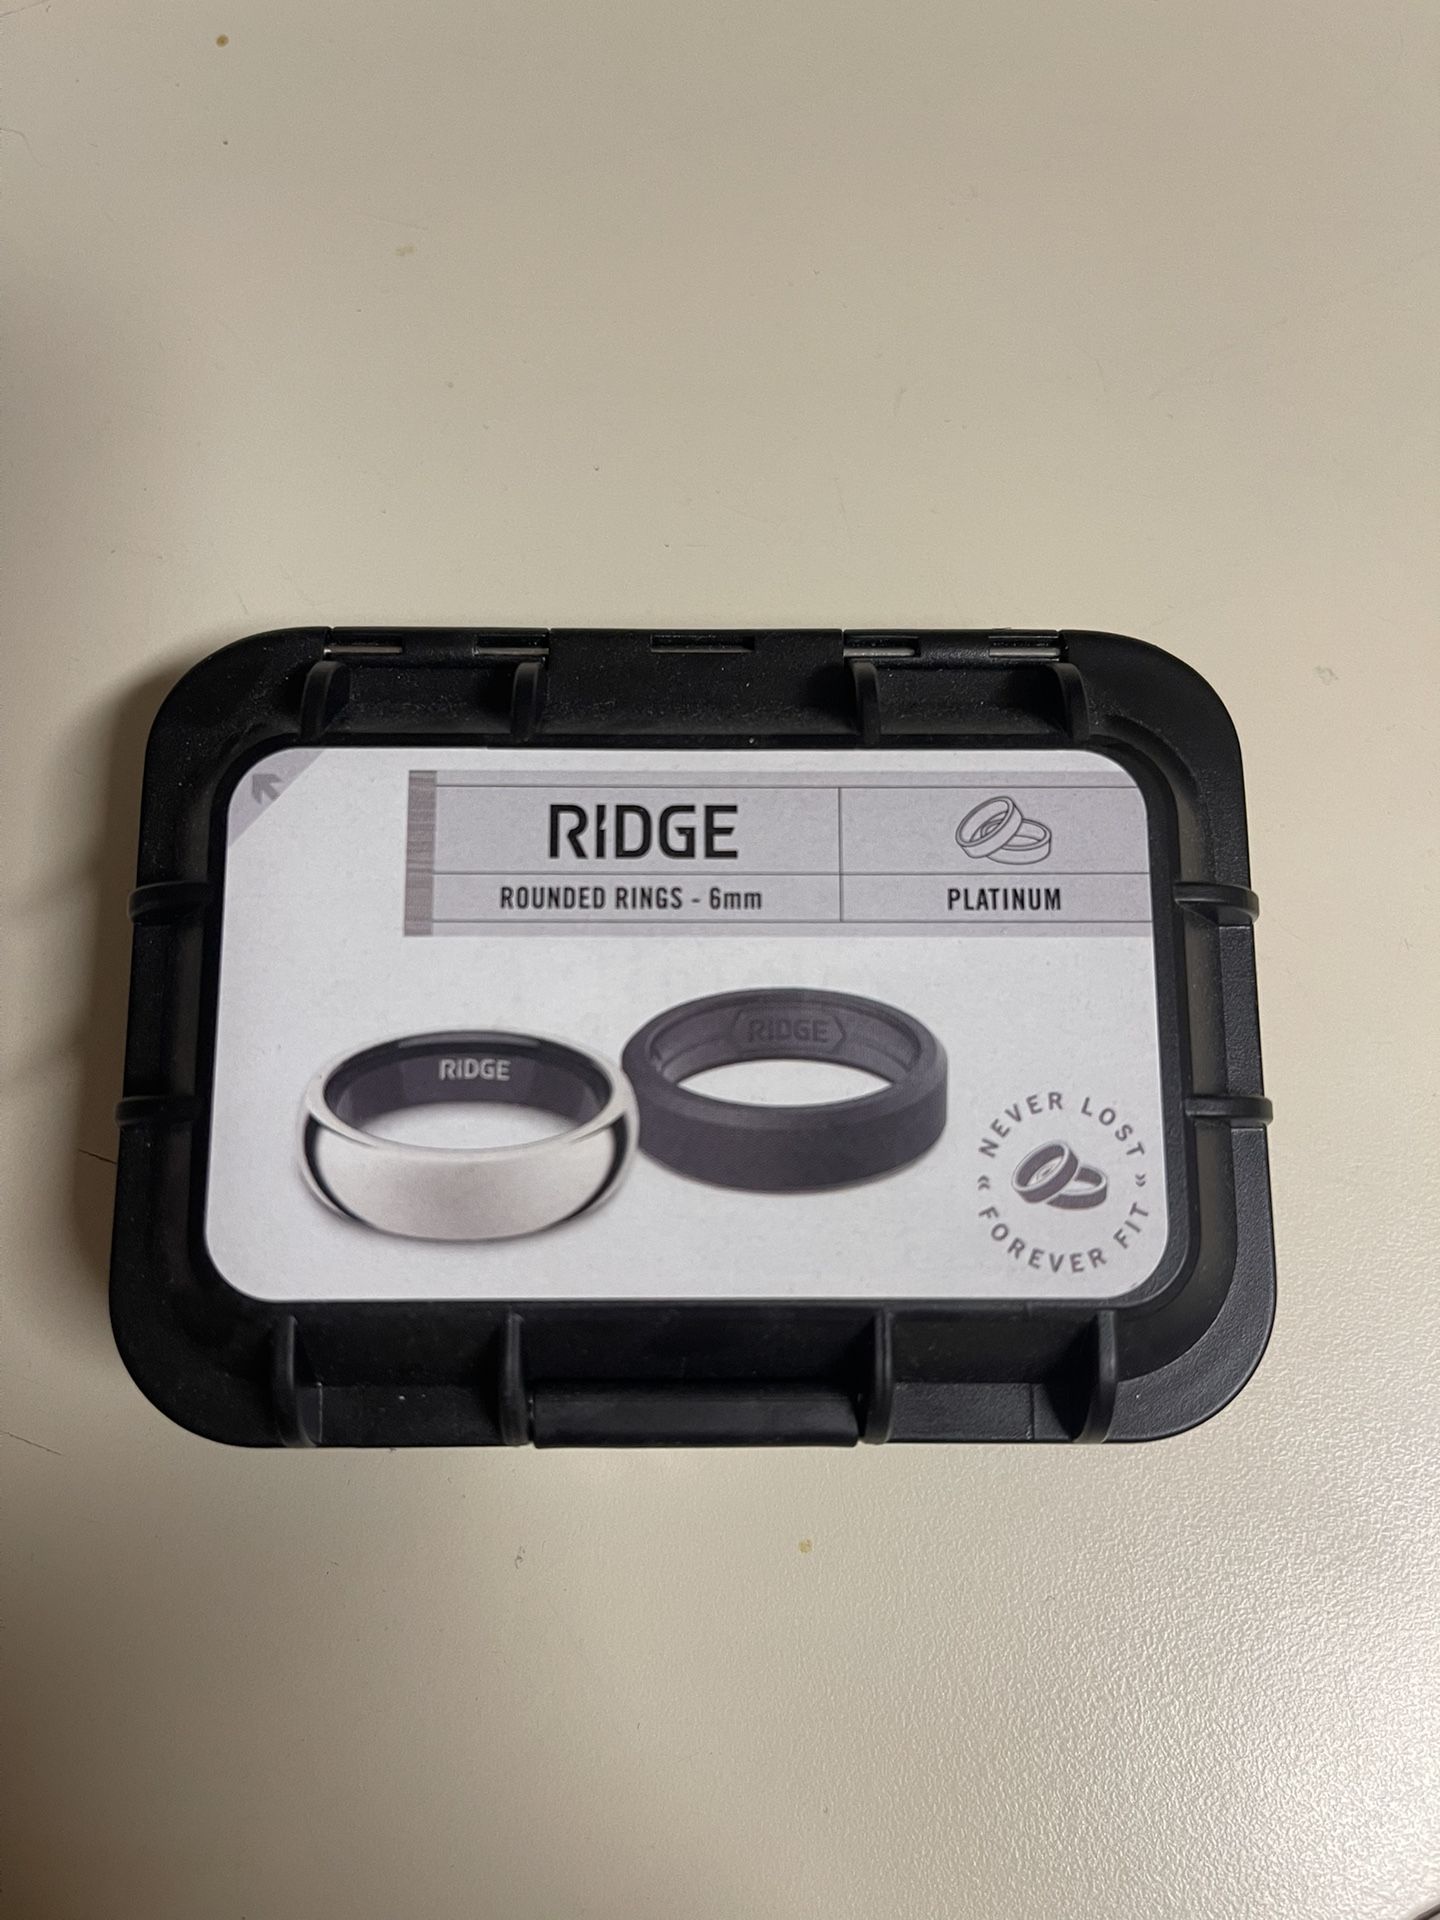 RIDGE
ROUNDED RINGS - 6mm
PLATINUM
RIDGE
RIDGE
NEVER LOST
» FOREVER FIT »